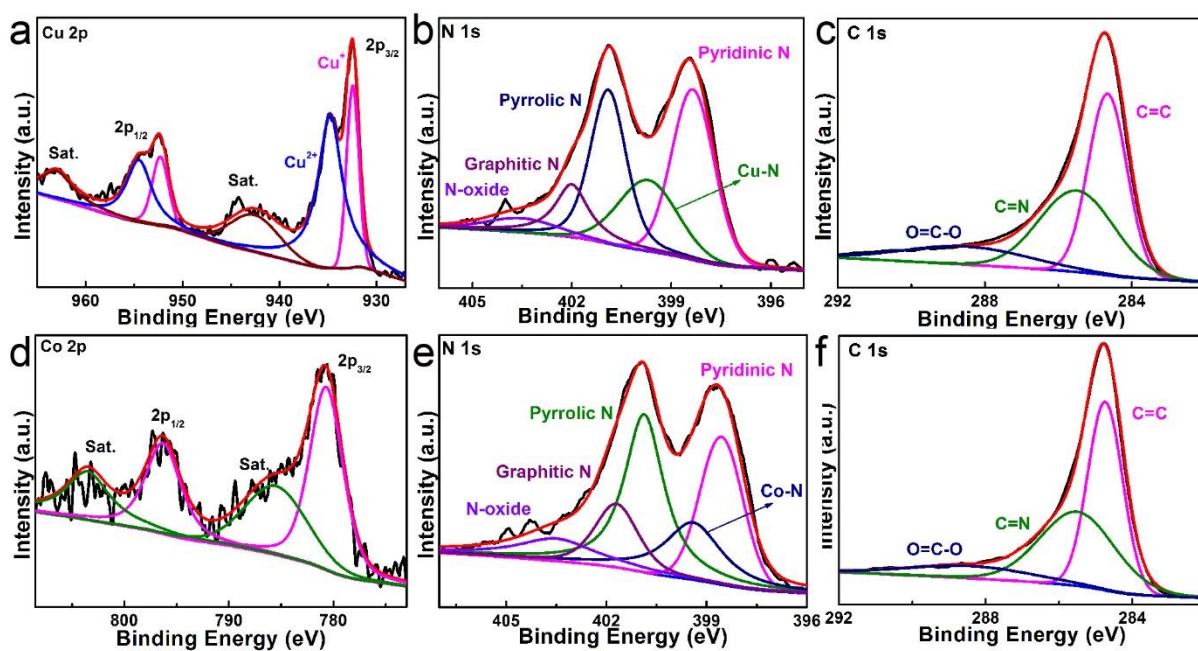 a
Cu 2p
Cu⁺
2p₃/₂
2p₁/₂
Sat.
Cu²⁺
Sat.
Intensity (a.u.)
960
950
940
930
Binding Energy (eV)
b
N 1s
Pyridinic N
Pyrrolic N
Graphitic N
N-oxide
Cu-N
Intensity (a.u.)
405
402
399
396
Binding Energy (eV)
c
C 1s
C=C
C=N
O=C-O
Intensity (a.u.)
292
288
284
Binding Energy (eV)
d
Co 2p
2p₃/₂
2p₁/₂
Sat.
Sat.
Intensity (a.u.)
800
790
780
Binding Energy (eV)
e
N 1s
Pyridinic N
Pyrrolic N
Graphitic N
Co-N
N-oxide
Intensity (a.u.)
405
402
399
396
Binding Energy (eV)
f
C 1s
C=C
C=N
O=C-O
Intensity (a.u.)
292
288
284
Binding Energy (eV)